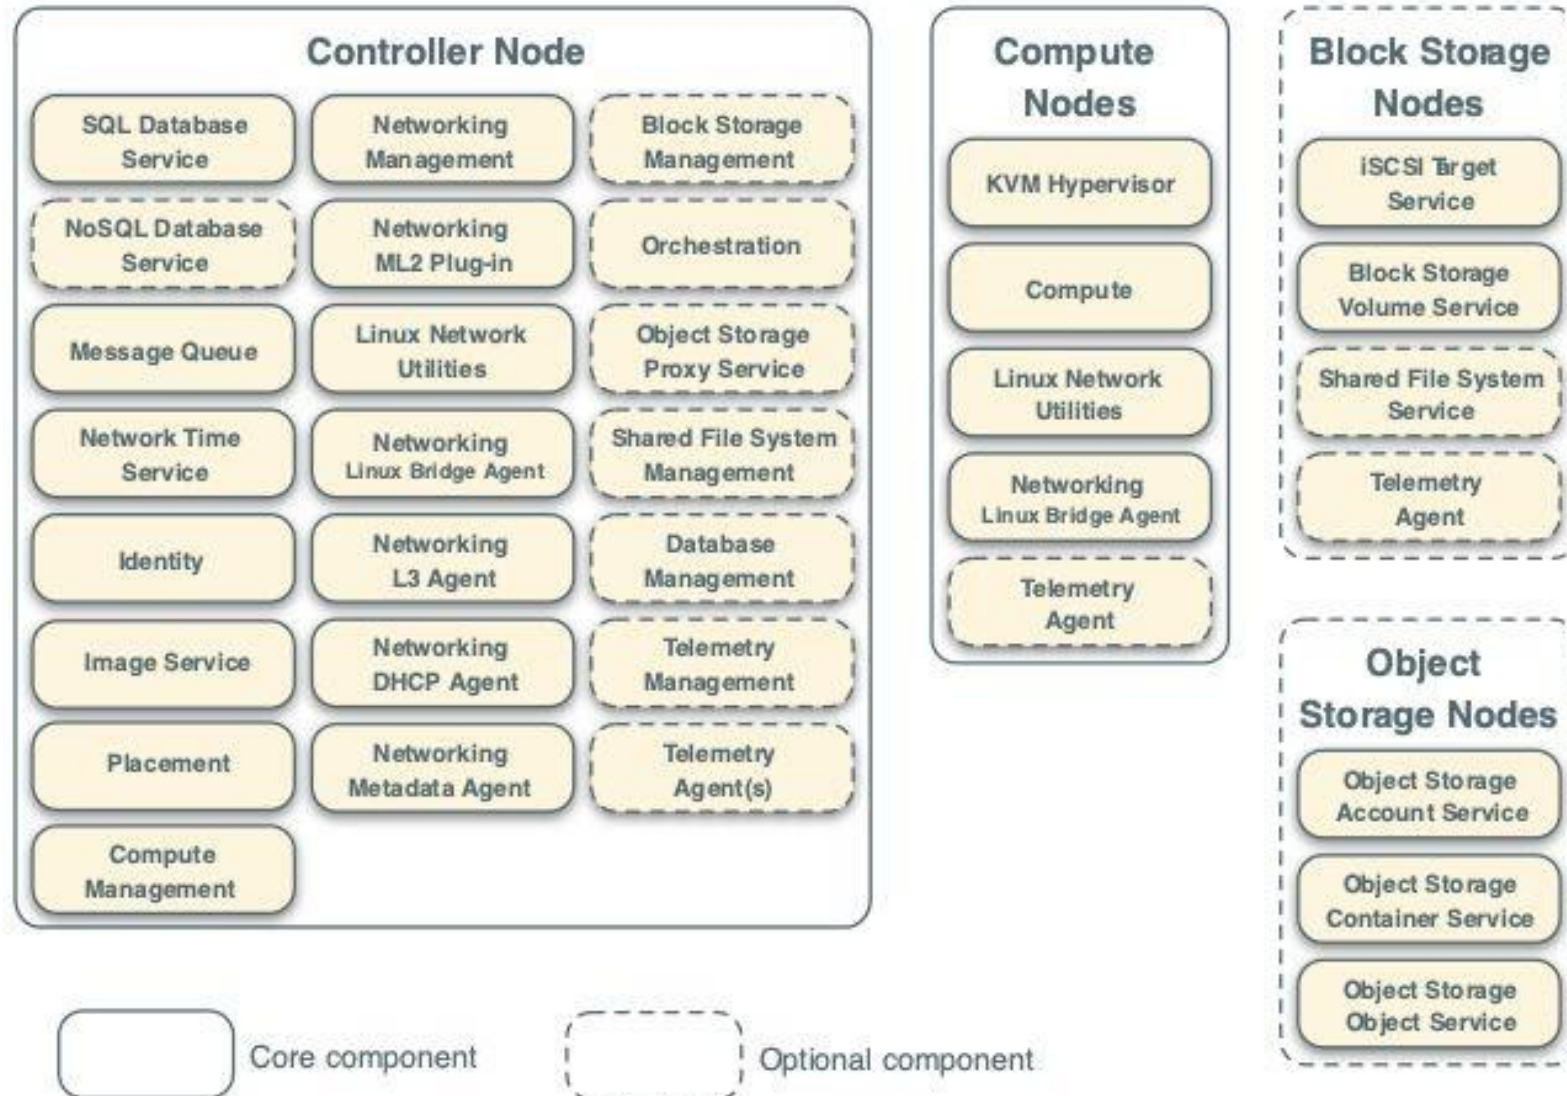 Controller Node
SQL Database
Service
NoSQL Database
Service
Message Queue
Network Time
Service
Identity
Image Service
Placement
Compute
Management
Networking
Management
Networking
ML2 Plug-in
Linux Network
Utilities
Networking
Linux Bridge Agent
Networking
L3 Agent
Networking
DHCP Agent
Networking
Metadata Agent
Block Storage
Management
Orchestration
Object Storage
Proxy Service
Shared File System
Management
Database
Management
Telemetry
Management
Telemetry
Agent(s)
Compute
Nodes
KVM Hypervisor
Compute
Linux Network
Utilities
Networking
Linux Bridge Agent
Telemetry
Agent
Block Storage
Nodes
iSCSI Target
Service
Block Storage
Volume Service
Shared File System
Service
Telemetry
Agent
Object
Storage Nodes
Object Storage
Account Service
Object Storage
Container Service
Object Storage
Object Service
Core component
Optional component